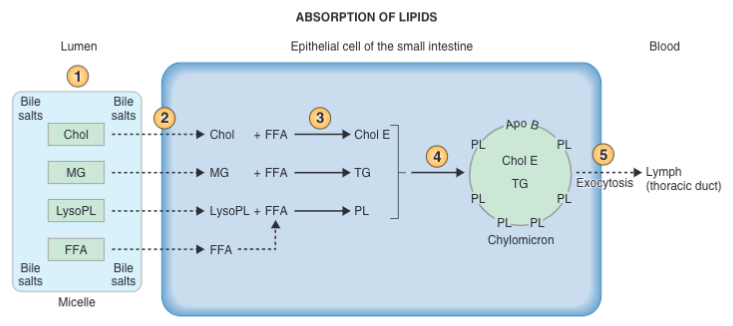 ABSORPTION OF LIPIDS
Lumen
Epithelial cell of the small intestine
Blood
1
Bile salts
Bile salts
2
3
Chol
Chol + FFA
Chol E
MG
MG + FFA
TG
LysoPL
LysoPL + FFA
PL
FFA
FFA
Bile salts
Bile salts
Micelle
4
Apo B
PL
PL
Chol E
TG
PL
PL
PL
PL
Chylomicron
5
Exocytosis
Lymph
(thoracic duct)